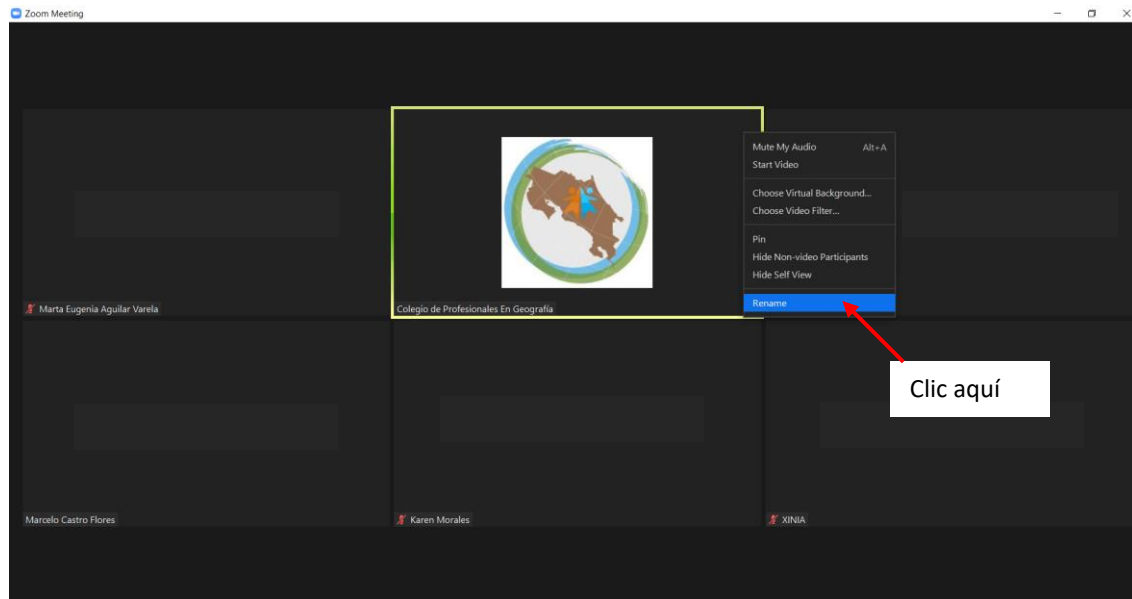 Zoom Meeting
Mute My Audio Alt+A
Start Video
Choose Virtual Background...
Choose Video Filter...
Pin
Hide Non-video Participants
Hide Self View
Rename
Marta Eugenia Aguilar Varela
Colegio de Profesionales En Geografía
Clic aquí
Marcelo Castro Flores
Karen Morales
XINIA